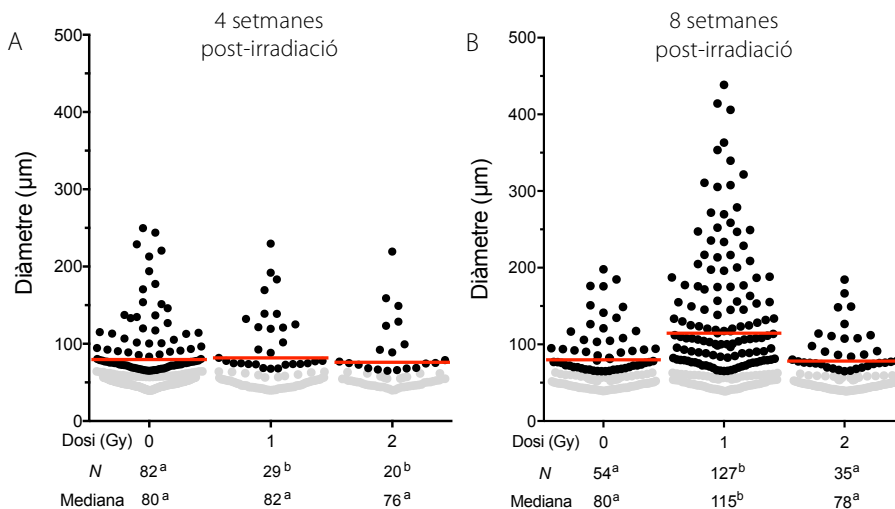 A
4 setmanes
post-irradiació
Diàmetre (µm)
500
400
300
200
100
0
Dosi (Gy) 0 1 2
N 82ᵃ 29ᵇ 20ᵇ
Mediana 80ᵃ 82ᵃ 76ᵃ
B
8 setmanes
post-irradiació
Diàmetre (µm)
500
400
300
200
100
0
Dosi (Gy) 0 1 2
N 54ᵃ 127ᵇ 35ᵃ
Mediana 80ᵃ 115ᵇ 78ᵃ